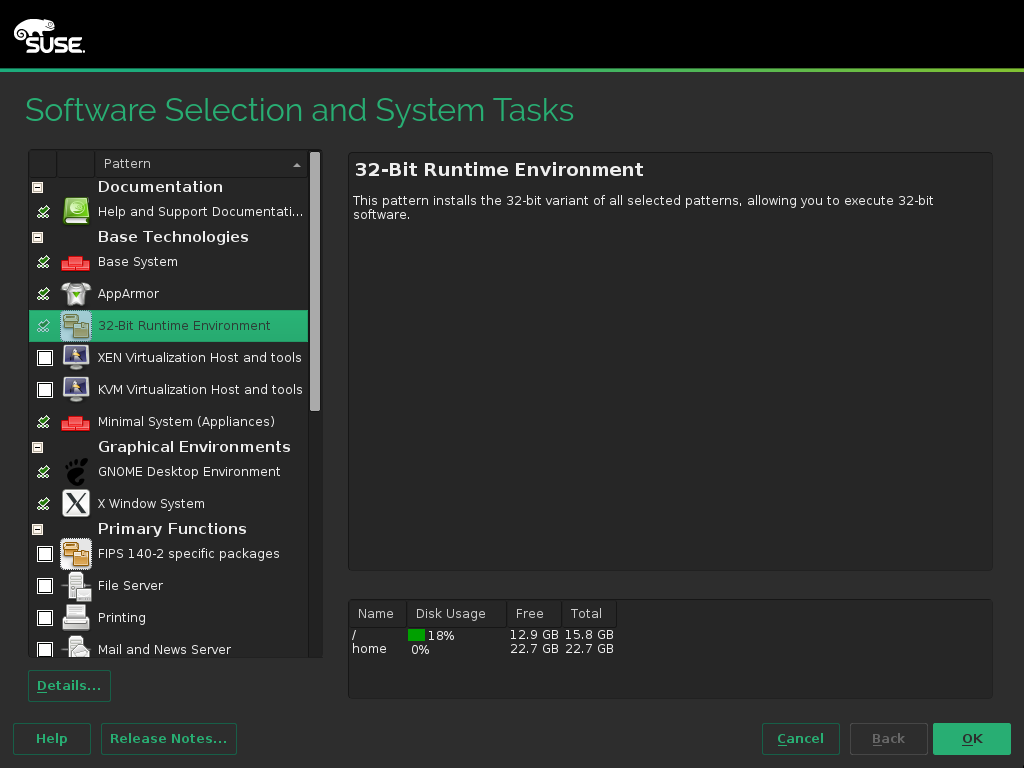 SUSE.
Software Selection and System Tasks
Pattern
Documentation
Help and Support Documentati...
Base Technologies
Base System
AppArmor
32-Bit Runtime Environment
XEN Virtualization Host and tools
KVM Virtualization Host and tools
Minimal System (Appliances)
Graphical Environments
GNOME Desktop Environment
X Window System
Primary Functions
FIPS 140-2 specific packages
File Server
Printing
Mail and News Server
Details...
32-Bit Runtime Environment
This pattern installs the 32-bit variant of all selected patterns, allowing you to execute 32-bit
software.
Name Disk Usage Free Total
/ 18% 12.9 GB 15.8 GB
home 0% 22.7 GB 22.7 GB
Help Release Notes... Cancel Back OK